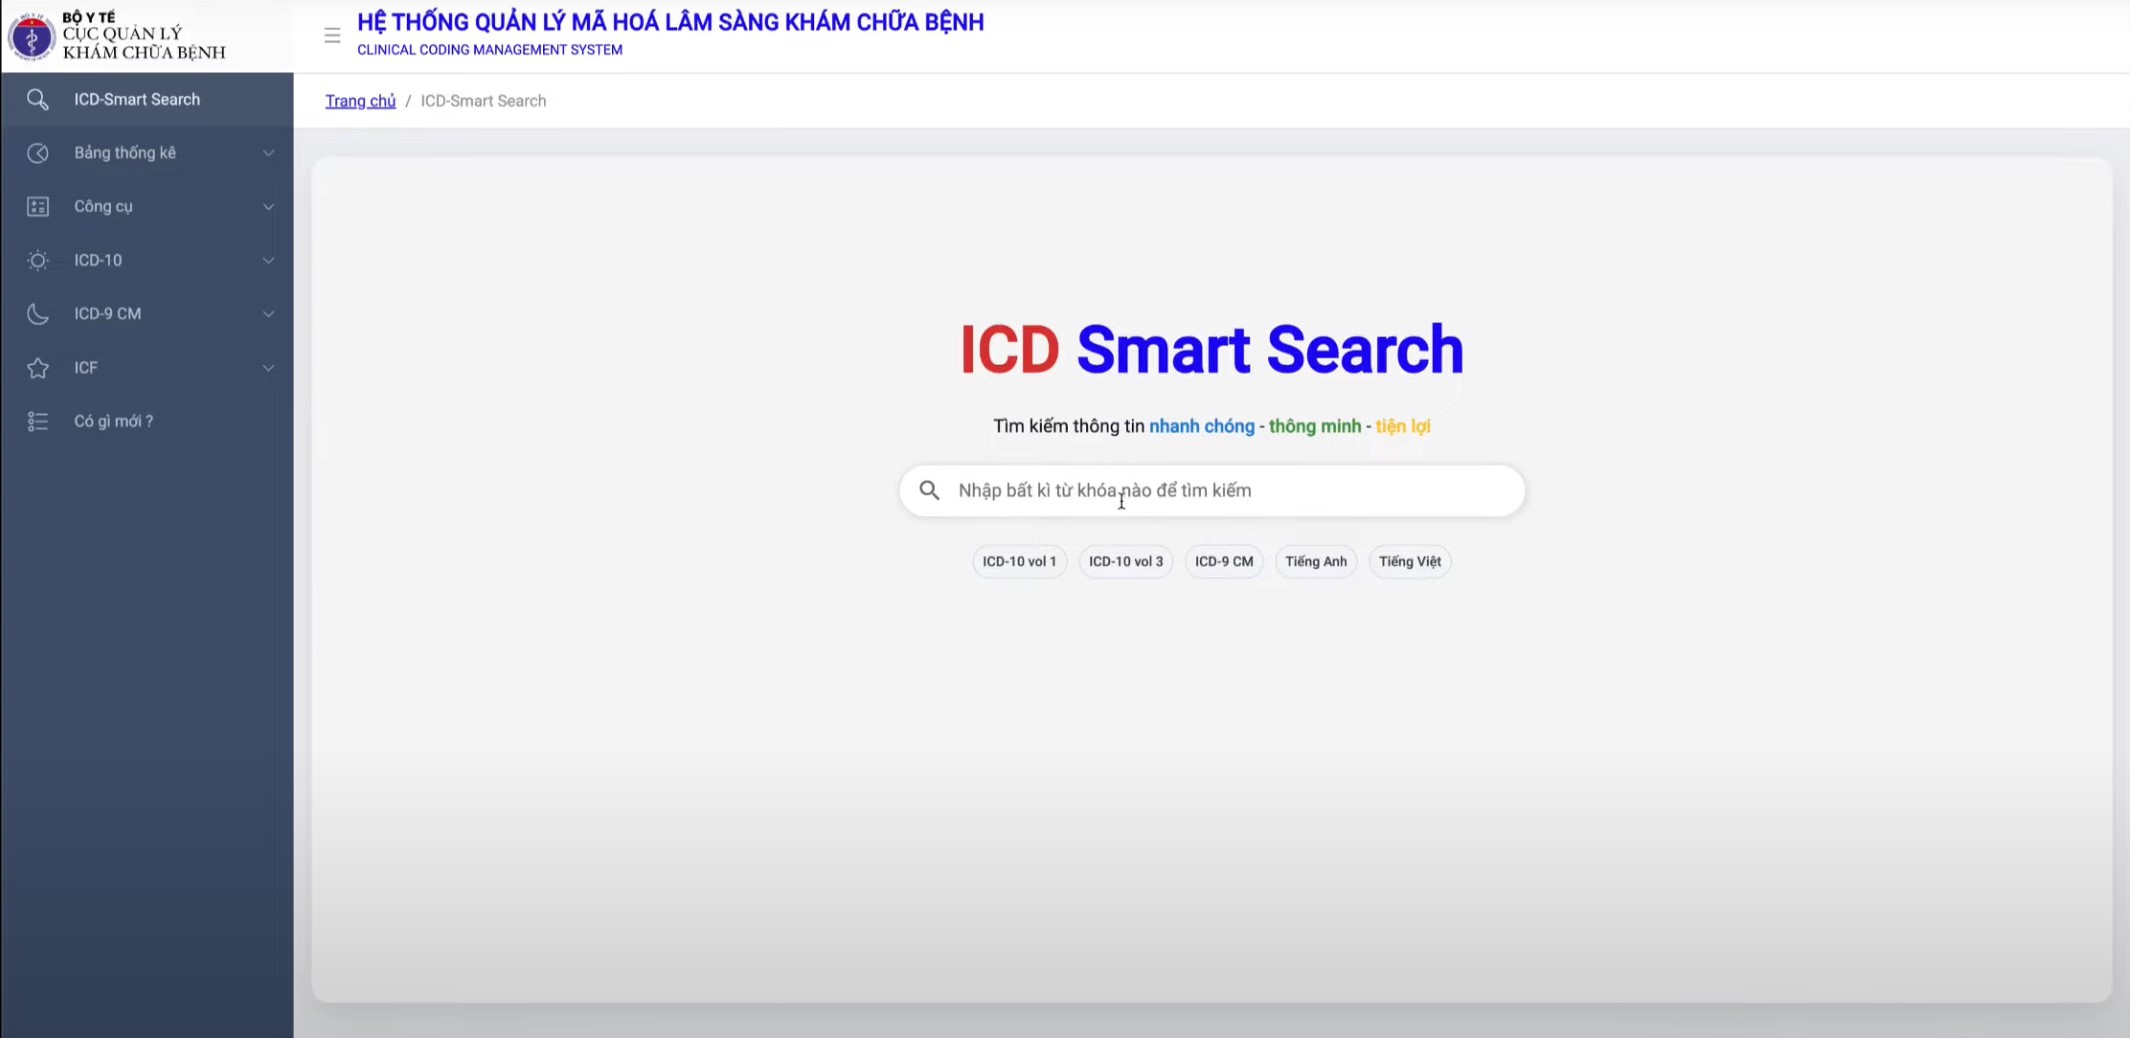 BỘ Y TẾ
CỤC QUẢN LÝ
KHÁM CHỮA BỆNH
HỆ THỐNG QUẢN LÝ MÃ HOÁ LÂM SÀNG KHÁM CHỮA BỆNH
CLINICAL CODING MANAGEMENT SYSTEM
Trang chủ / ICD-Smart Search
ICD-Smart Search
Bảng thống kê
Công cụ
ICD-10
ICD-9 CM
ICF
Có gì mới ?
ICD Smart Search
Tìm kiếm thông tin nhanh chóng - thông minh - tiện lợi
Nhập bất kì từ khóa nào để tìm kiếm
ICD-10 vol 1
ICD-10 vol 3
ICD-9 CM
Tiếng Anh
Tiếng Việt